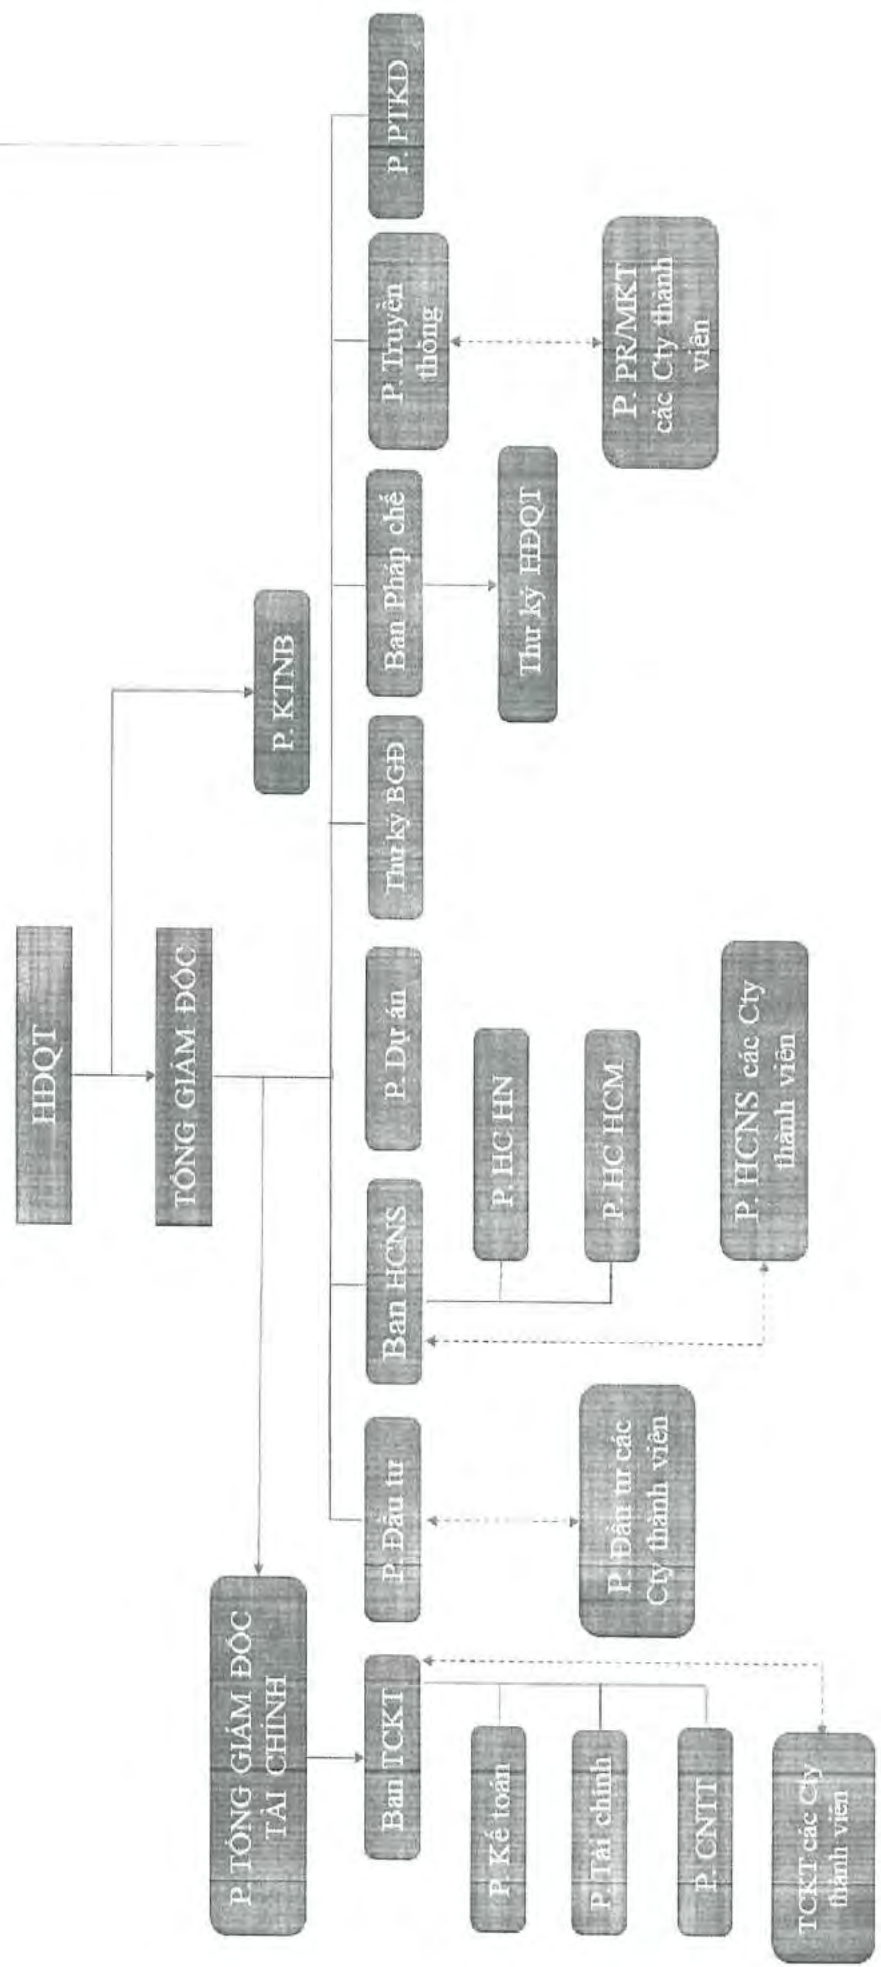 HĐQT
TỔNG GIÁM ĐỐC
P. KTNB
P. TỔNG GIÁM ĐỐC
TÀI CHÍNH
Ban TCKT
P. Đầu tư
Ban HCNS
P. Dự án
Thư ký BGĐ
Ban Pháp chế
P. Truyền
thông
P. PTKD
P. Kế toán
P. Tài chính
P. CNTT
TCKT các Cty
thành viên
P. Đầu tư các
Cty thành viên
P. HC HN
P. HC HCM
P. HCNS các Cty
thành viên
Thư ký HĐQT
P. PR/MKT
các Cty thành
viên